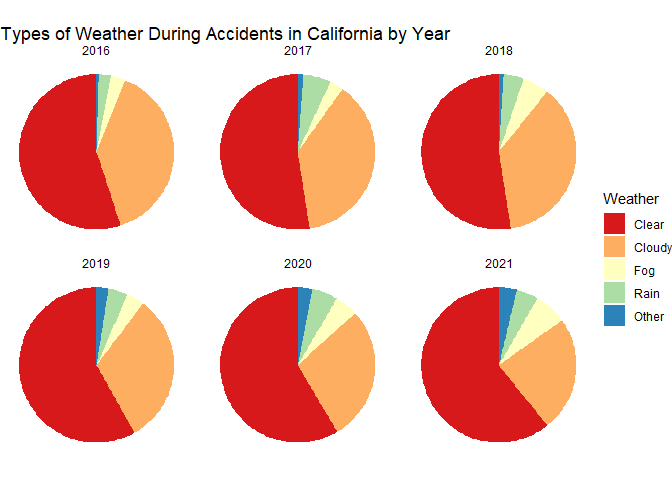 Types of Weather During Accidents in California by Year
2016
2017
2018
2019
2020
2021
Weather
Clear
Cloudy
Fog
Rain
Other